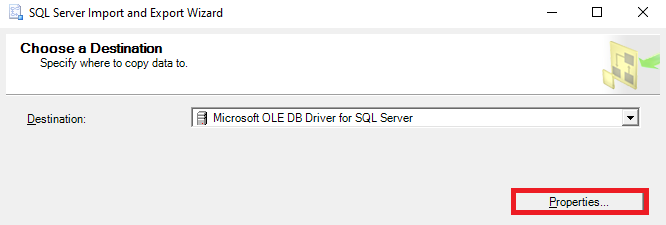 SQL Server Import and Export Wizard
Choose a Destination
Specify where to copy data to.
Destination: Microsoft OLE DB Driver for SQL Server
Properties...